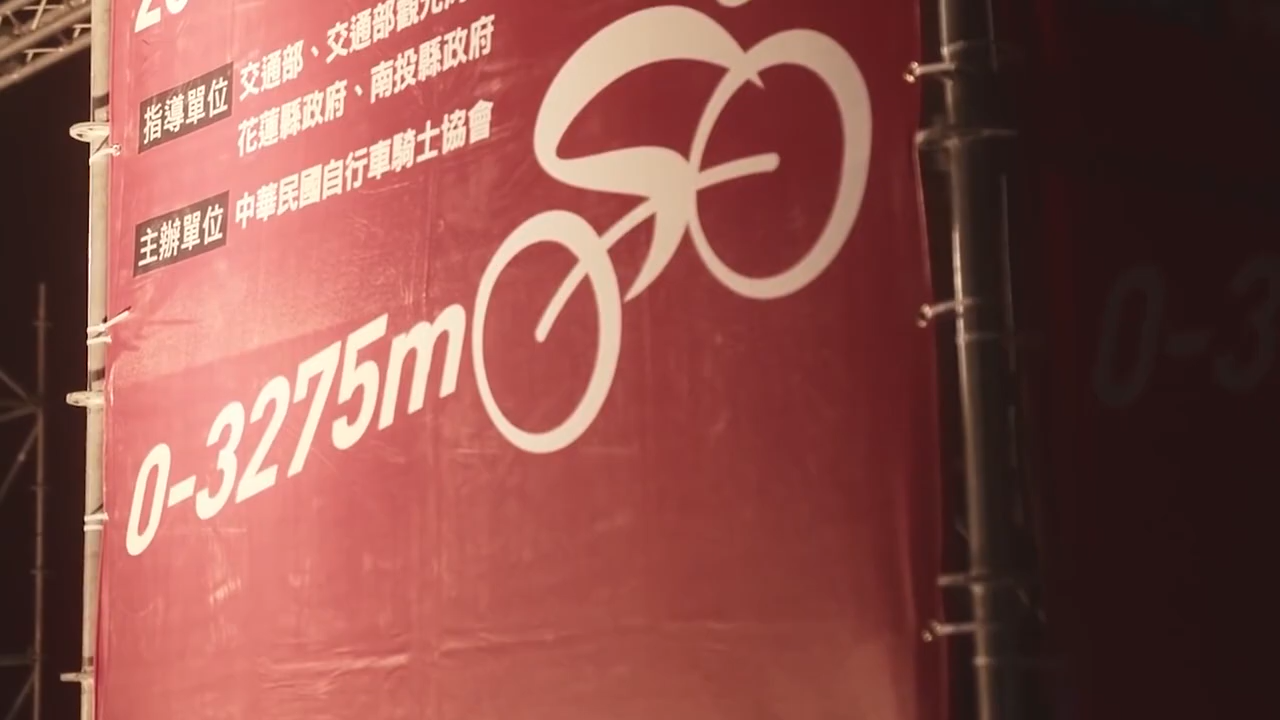 指導單位 交通部、交通部觀光
花蓮縣政府、南投縣政府
主辦單位 中華民國自行車騎士協會
0-3275m
0-3